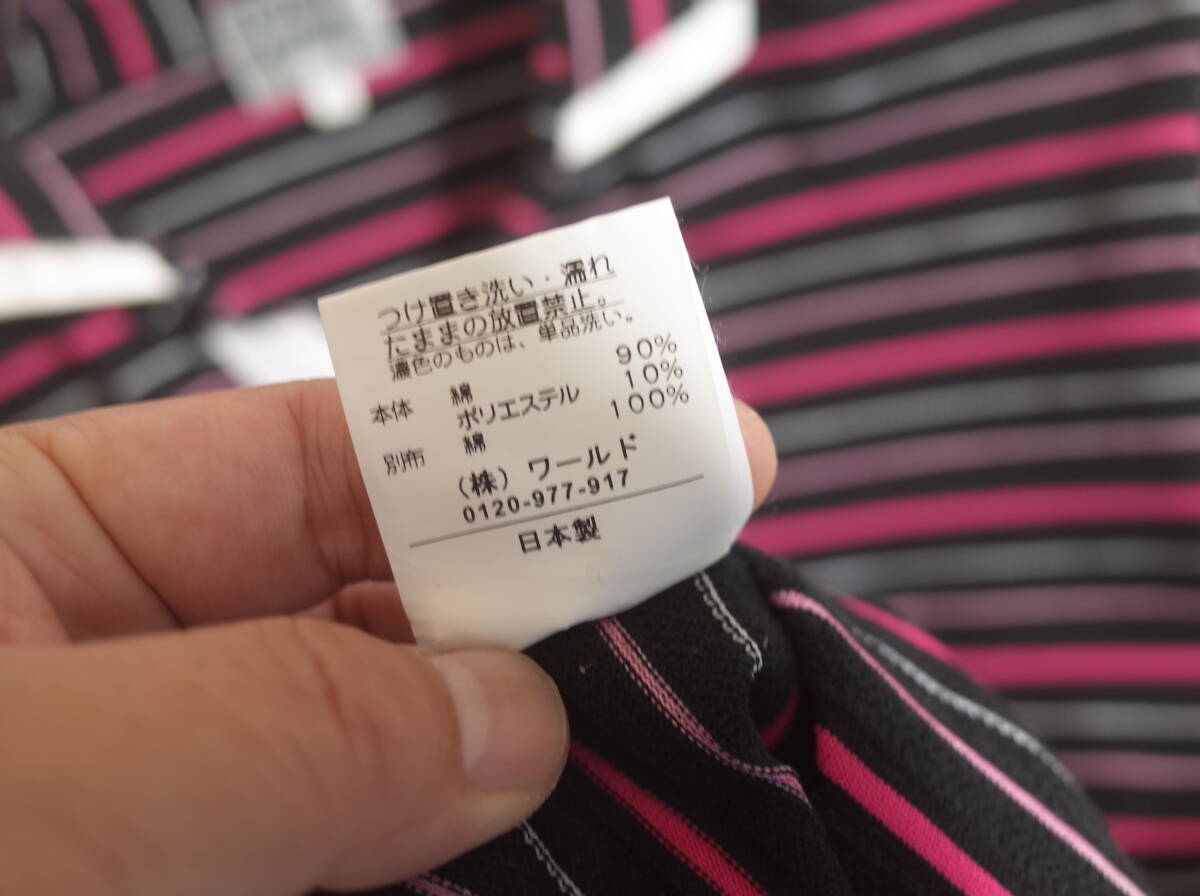 つけ置き洗い・濡れ
たままの放置禁止。
濃色のものは、単品洗い。
本体 綿 90%
ポリエステル 10%
別布 綿 100%
(株) ワールド
0120-977-917
日本製